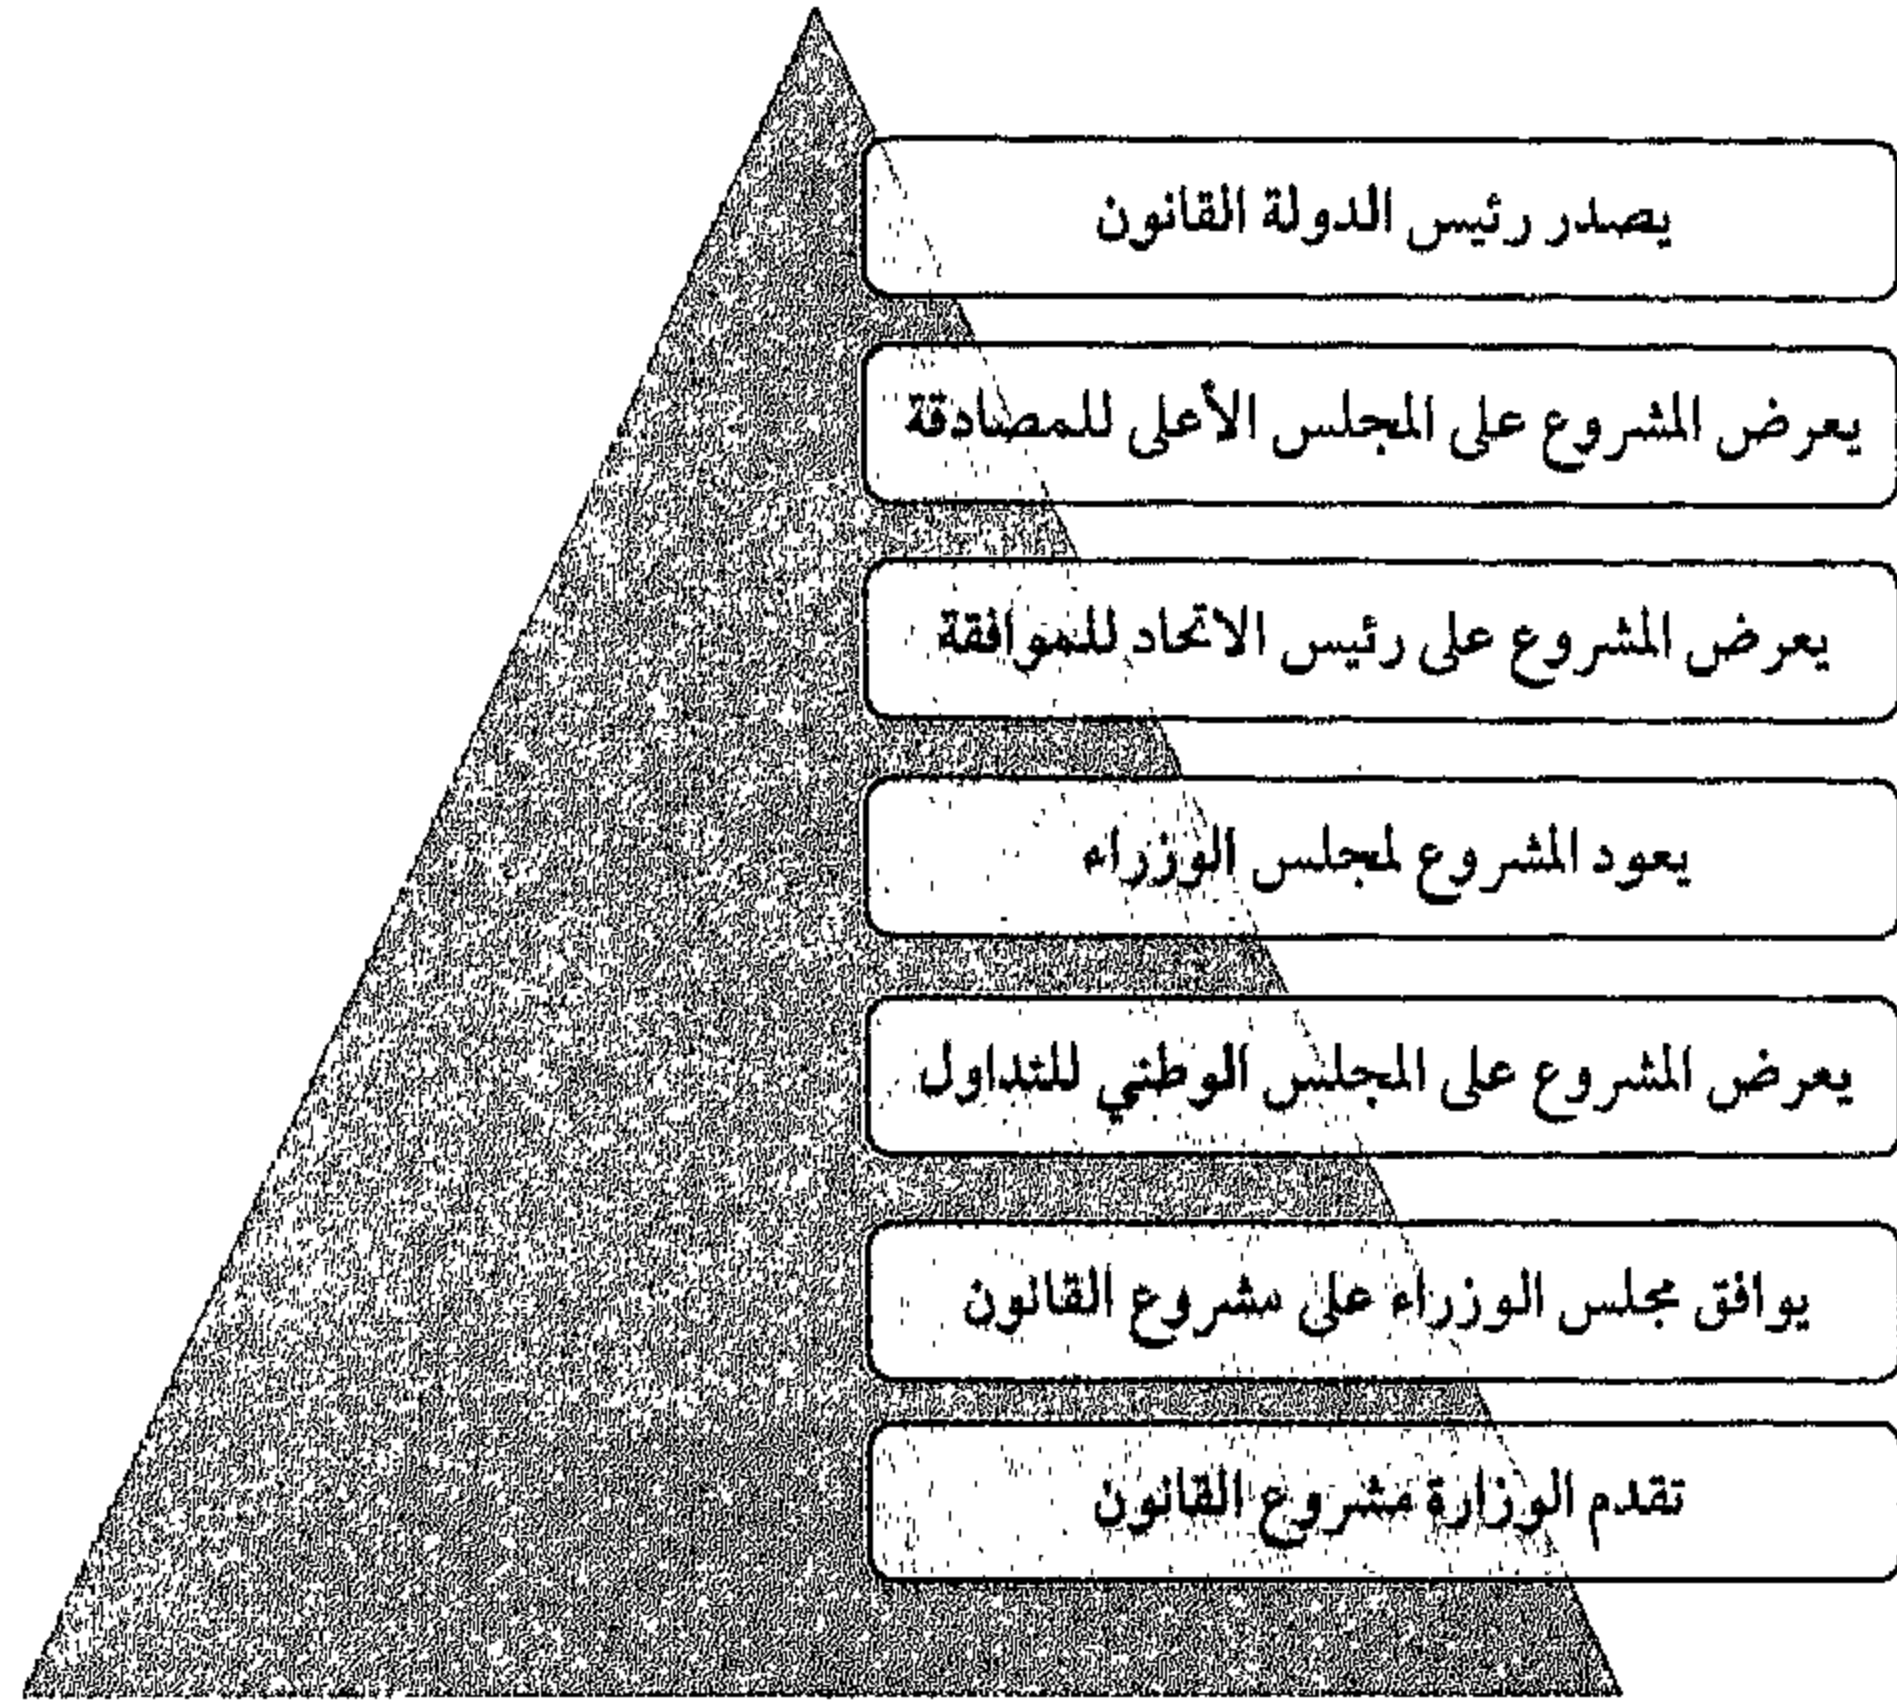 يصدر رئيس الدولة القانون
يعرض المشروع على المجلس الأعلى للمصادقة
يعرض المشروع على رئيس الاتحاد للموافقة
يعود المشروع لمجلس الوزراء
يعرض المشروع على المجلس الوطني للتداول
يوافق مجلس الوزراء على مشروع القانون
تقدم الوزارة مشروع القانون